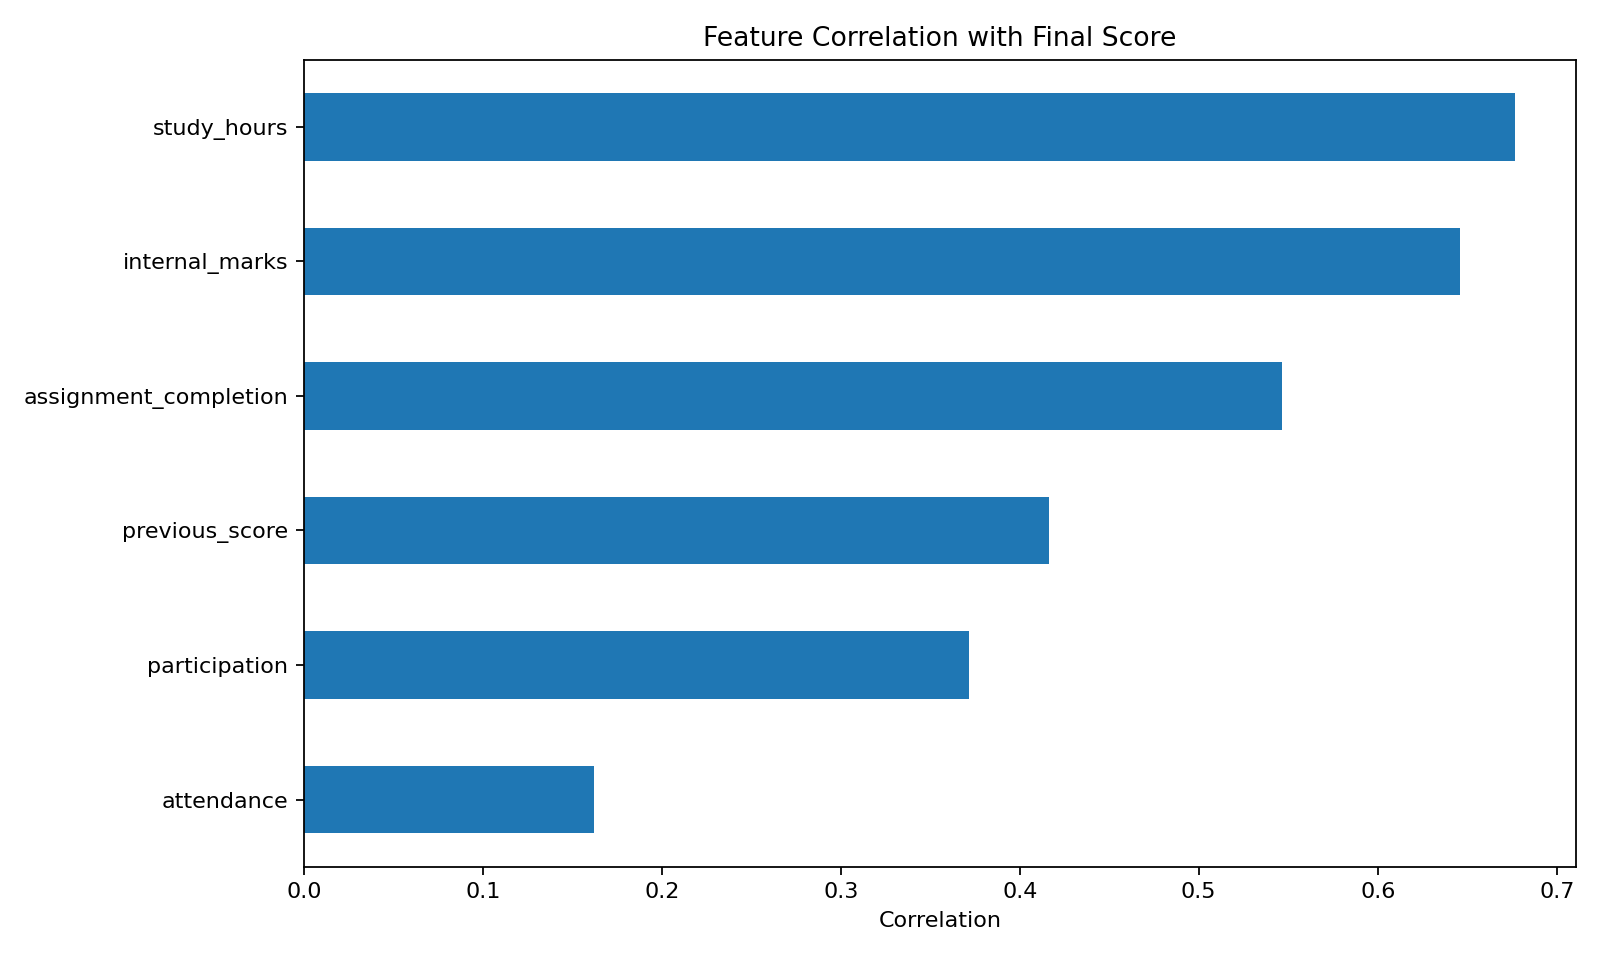 Feature Correlation with Final Score
study_hours
internal_marks
assignment_completion
previous_score
participation
attendance
0.0 0.1 0.2 0.3 0.4 0.5 0.6 0.7
Correlation